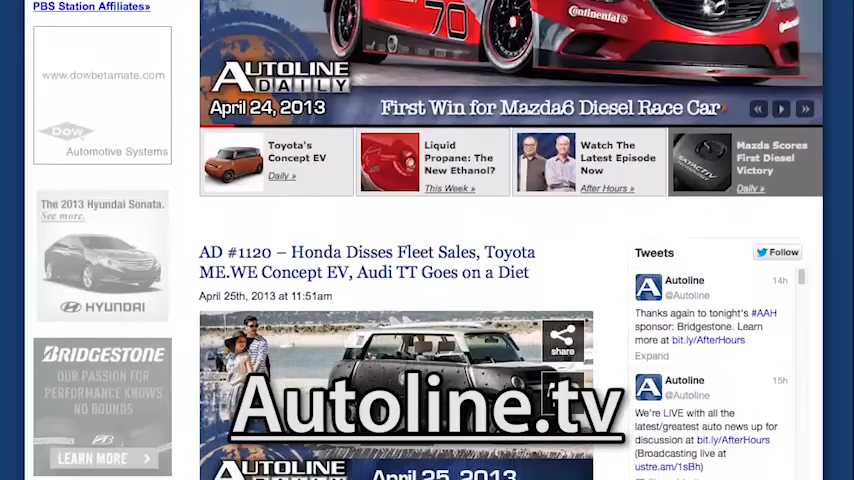 PBS Station Affiliates»
www.dowbetamate.com
Dow
Automotive Systems
The 2013 Hyundai Sonata.
See more.
HYUNDAI
BRIDGESTONE
OUR PASSION FOR
PERFORMANCE KNOWS
NO BOUNDS
LEARN MORE >
70
Continental
AUTOLINE
DAILY
April 24, 2013
First Win for Mazda6 Diesel Race Car
Toyota's
Concept EV
Daily »
Liquid
Propane: The
New Ethanol?
This Week »
Watch The
Latest Episode
Now
After Hours »
SKYACTIV
Mazda Scores
First Diesel
Victory
Daily »
AD #1120 – Honda Disses Fleet Sales, Toyota
ME.WE Concept EV, Audi TT Goes on a Diet
April 25th, 2013 at 11:51am
share
Autoline.tv
AUTOLINE
DAILY
April 25, 2013
Tweets
Follow
Autoline 14h
@Autoline
Thanks again to tonight's #AAH
sponsor: Bridgestone. Learn
more at bit.ly/AfterHours
Expand
Autoline 15h
@Autoline
We're LIVE with all the
latest/greatest auto news up for
discussion at bit.ly/AfterHours
(Broadcasting live at
ustre.am/1sBh)